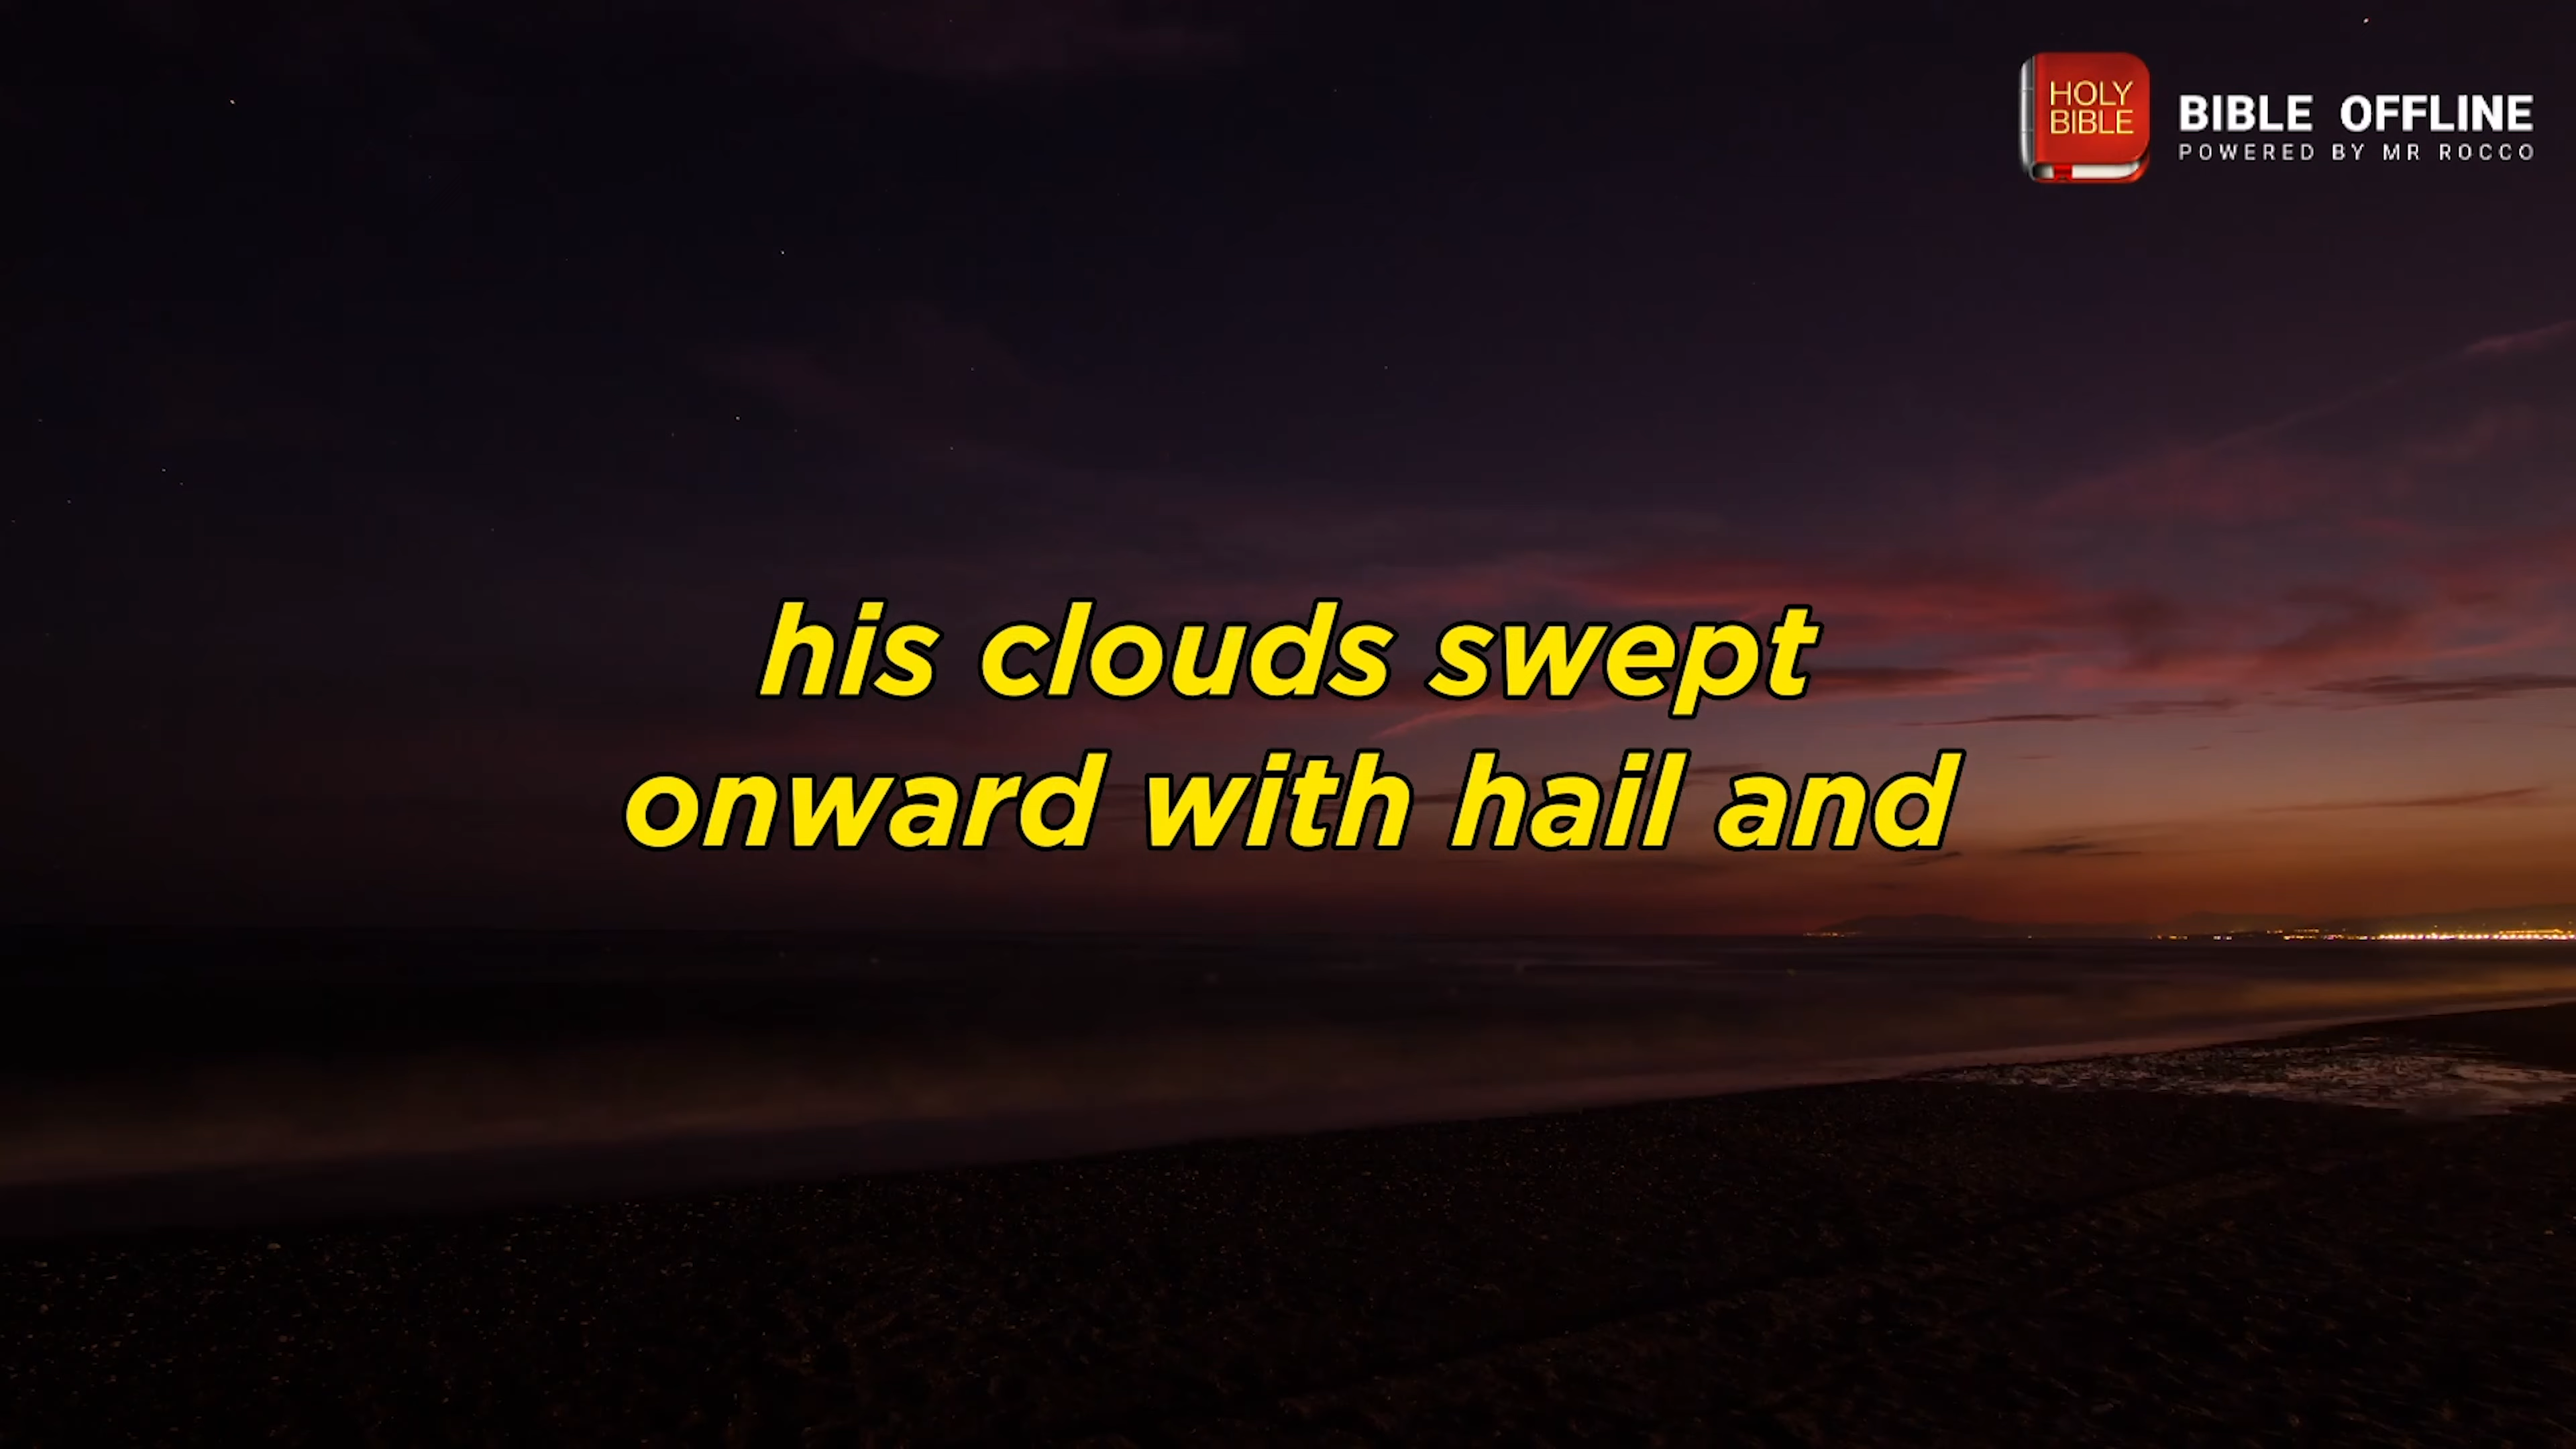 HOLY
BIBLE
BIBLE OFFLINE
POWERED BY MR ROCCO
his clouds swept
onward with hail and